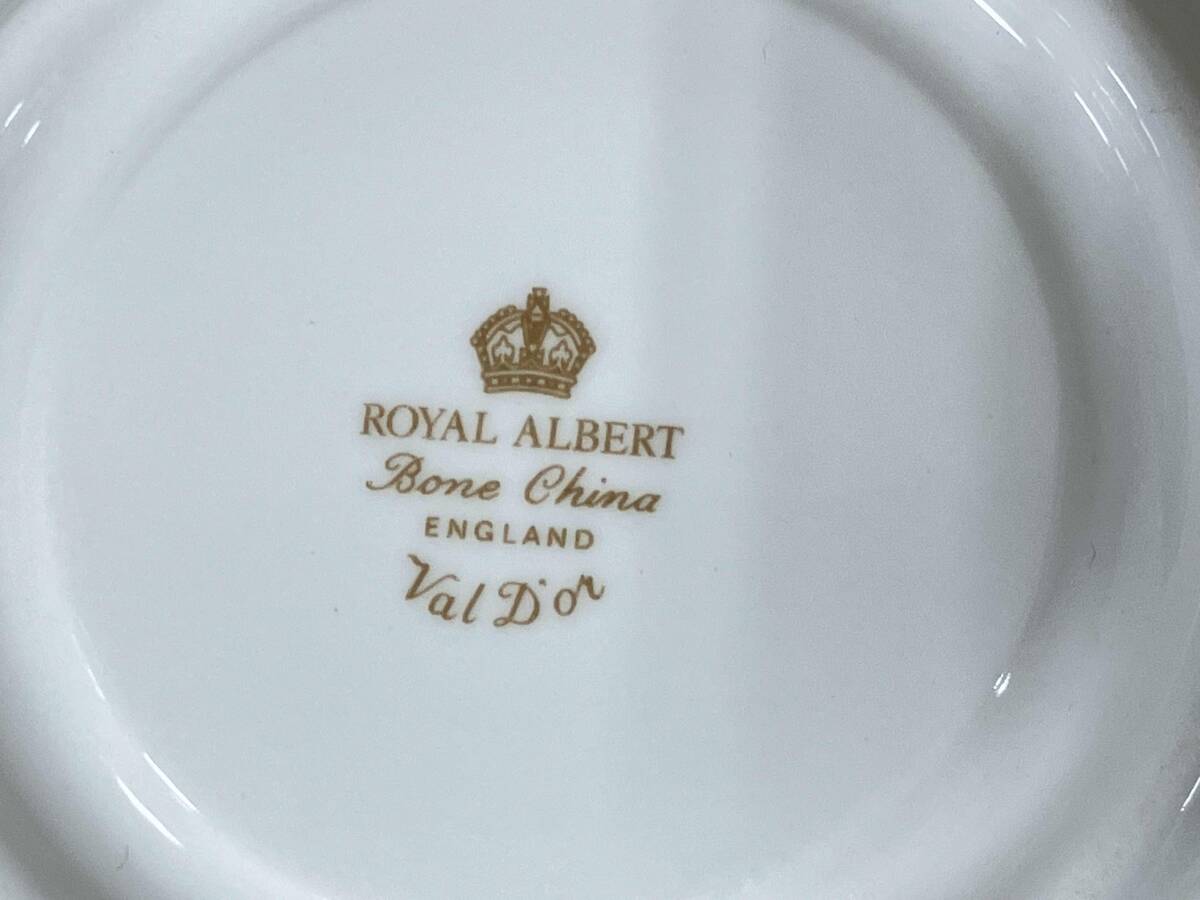 ROYAL ALBERT
Bone China
ENGLAND
Val D'or